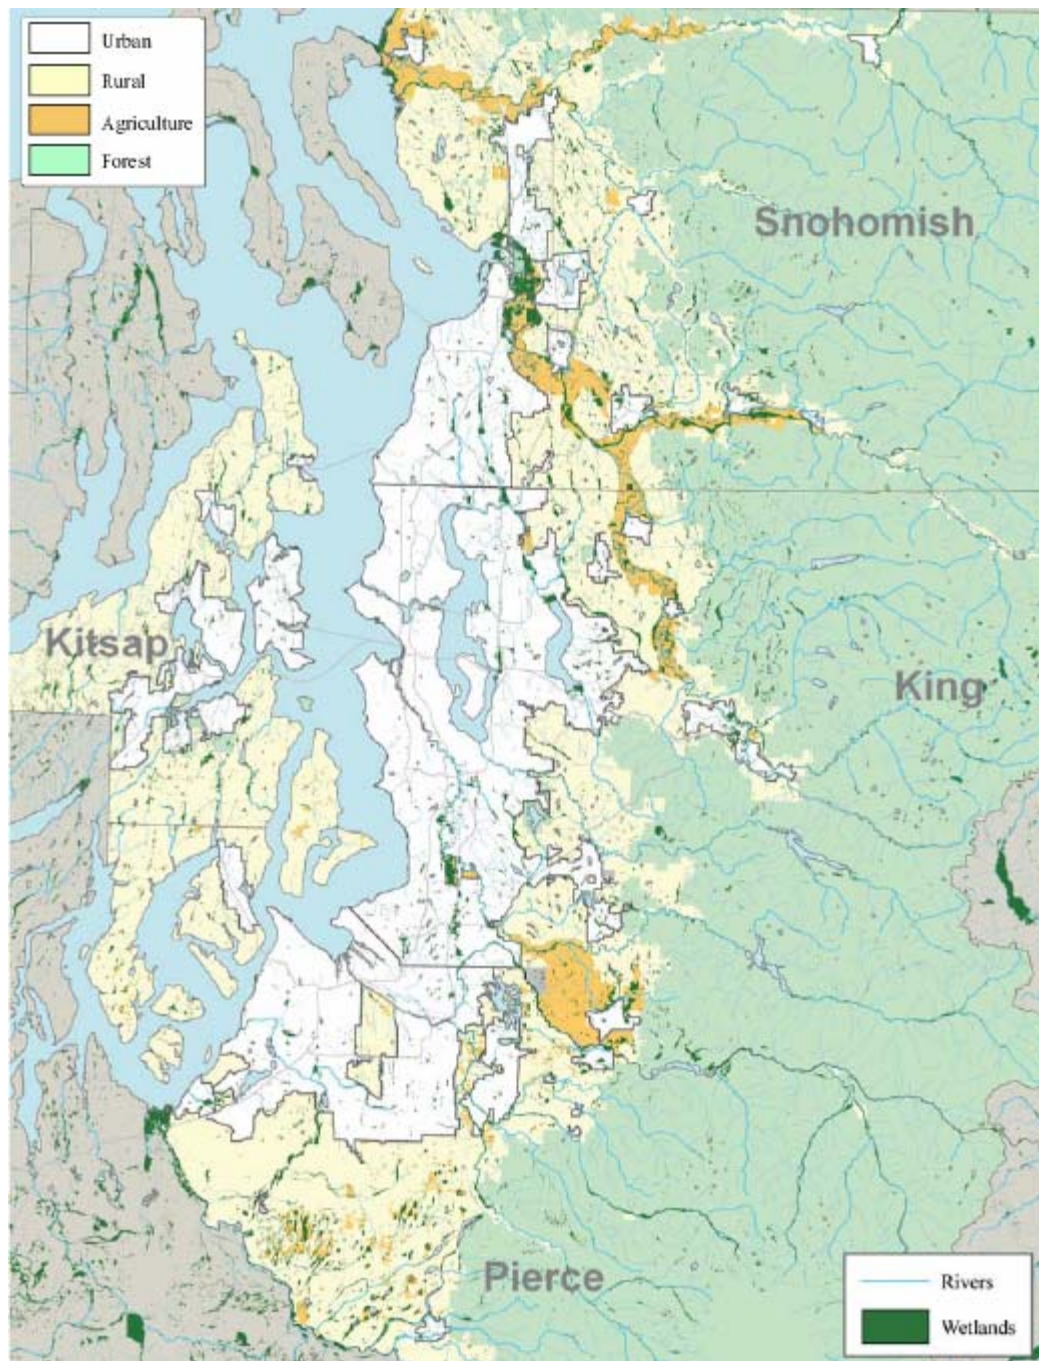 Urban
Rural
Agriculture
Forest
Snohomish
Kitsap
King
Pierce
Rivers
Wetlands